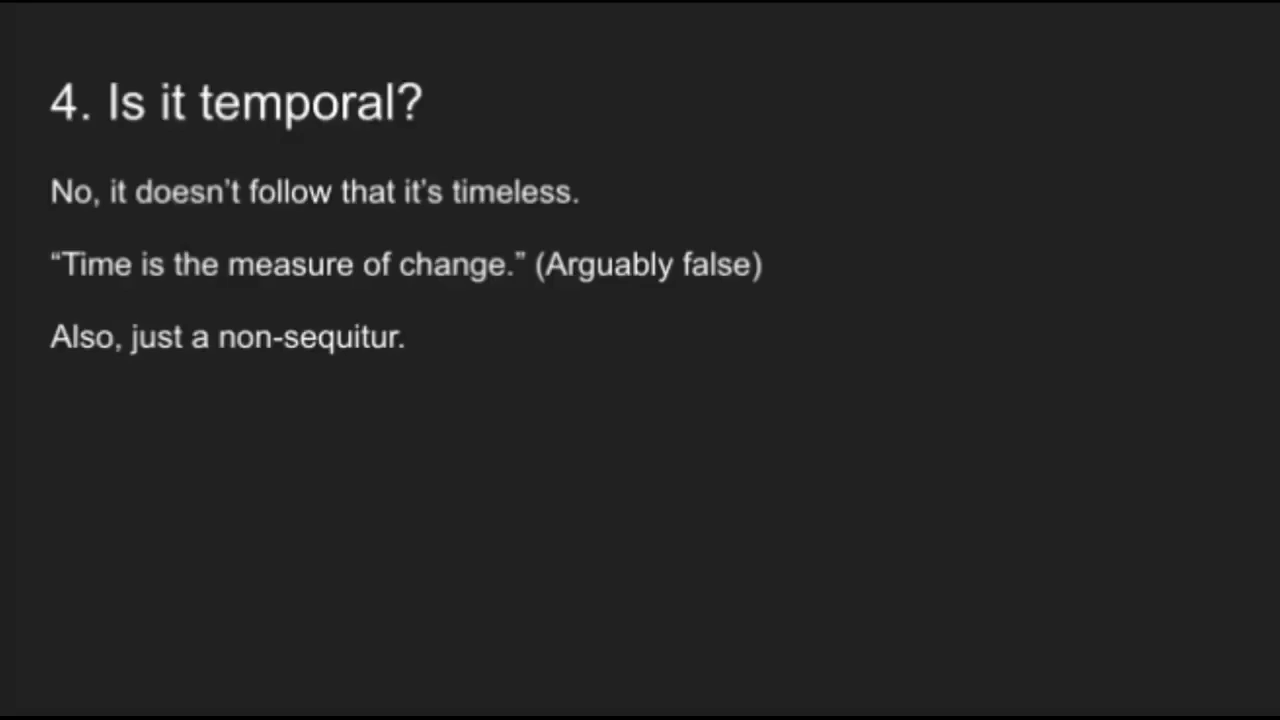 4. Is it temporal?
No, it doesn’t follow that it’s timeless.
“Time is the measure of change.” (Arguably false)
Also, just a non-sequitur.